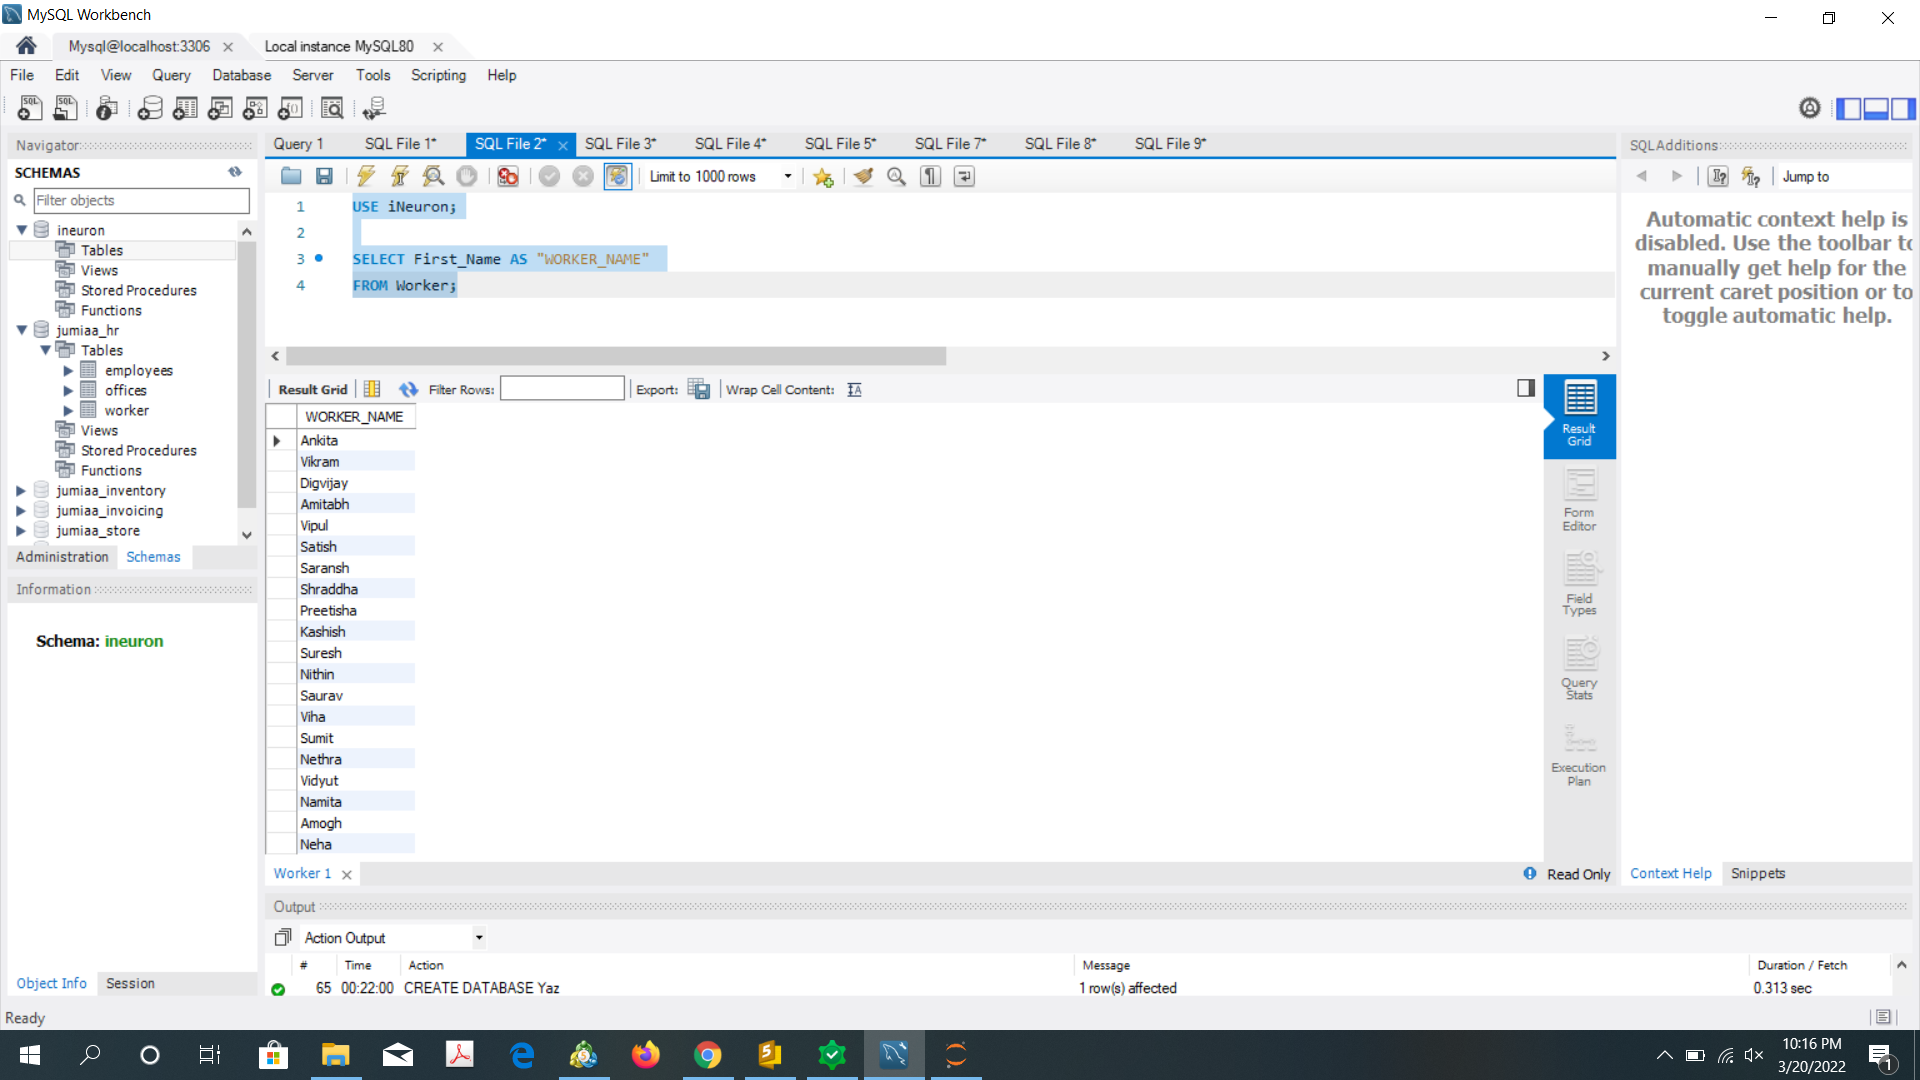 MySQL Workbench
Mysql@localhost:3306
Local instance MySQL80
File Edit View Query Database Server Tools Scripting Help
Navigator
SCHEMAS
Filter objects
ineuron
Tables
Views
Stored Procedures
Functions
jumiaa_hr
Tables
employees
offices
worker
Views
Stored Procedures
Functions
jumiaa_inventory
jumiaa_invoicing
jumiaa_store
Administration Schemas
Information
Schema: ineuron
Object Info Session
Query 1 SQL File 1* SQL File 2* SQL File 3* SQL File 4* SQL File 5* SQL File 7* SQL File 8* SQL File 9*
Limit to 1000 rows
1 USE iNeuron;
2
3 SELECT First_Name AS "WORKER_NAME"
4 FROM Worker;
Result Grid Filter Rows: Export: Wrap Cell Content:
WORKER_NAME
Ankita
Vikram
Digvijay
Amitabh
Vipul
Satish
Saransh
Shraddha
Preetisha
Kashish
Suresh
Nithin
Saurav
Viha
Sumit
Nethra
Vidyut
Namita
Amogh
Neha
Result
Grid
Form
Editor
Field
Types
Query
Stats
Execution
Plan
Worker 1
Read Only
SQLAdditions
Jump to
Automatic context help is
disabled. Use the toolbar to
manually get help for the
current caret position or to
toggle automatic help.
Context Help Snippets
Output
Action Output
# Time Action Message Duration / Fetch
65 00:22:00 CREATE DATABASE Yaz 1 row(s) affected 0.313 sec
Ready
10:16 PM
3/20/2022
1